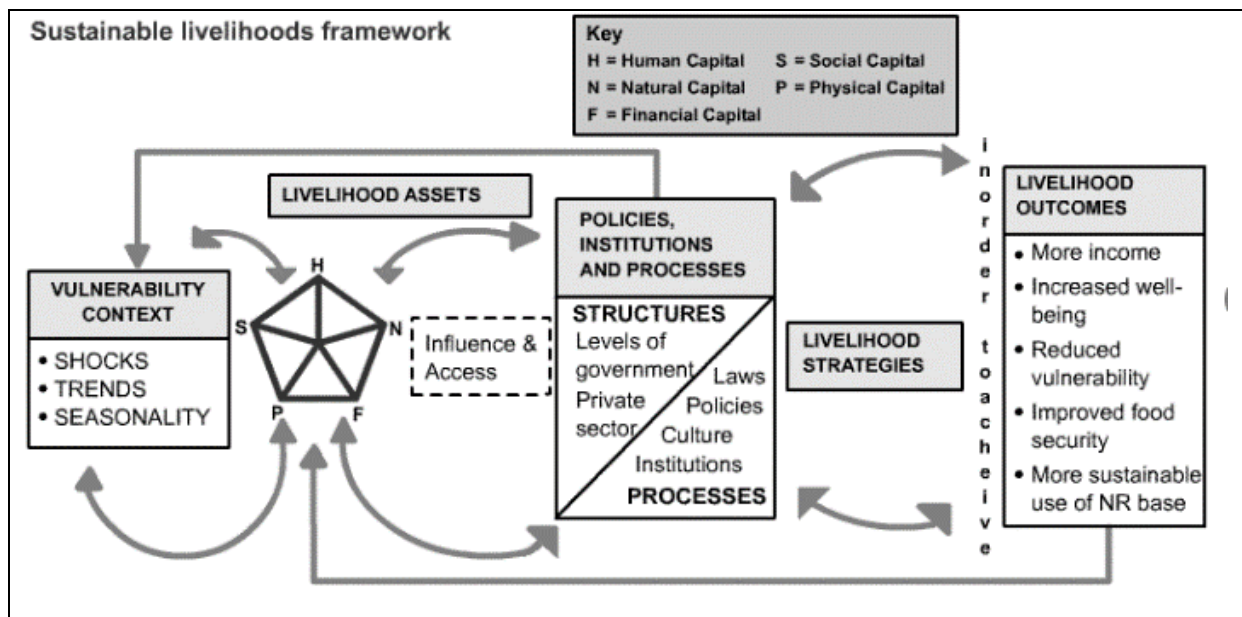 Sustainable livelihoods framework
Key
H = Human Capital S = Social Capital
N = Natural Capital P = Physical Capital
F = Financial Capital
LIVELIHOOD ASSETS
VULNERABILITY
CONTEXT
• SHOCKS
• TRENDS
• SEASONALITY
H
S
N
P
F
Influence &
Access
POLICIES,
INSTITUTIONS
AND PROCESSES
STRUCTURES
Levels of
government
Private
sector
Laws
Policies
Culture
Institutions
PROCESSES
LIVELIHOOD
STRATEGIES
inorder toacheive
LIVELIHOOD
OUTCOMES
• More income
• Increased well-
being
• Reduced
vulnerability
• Improved food
security
• More sustainable
use of NR base